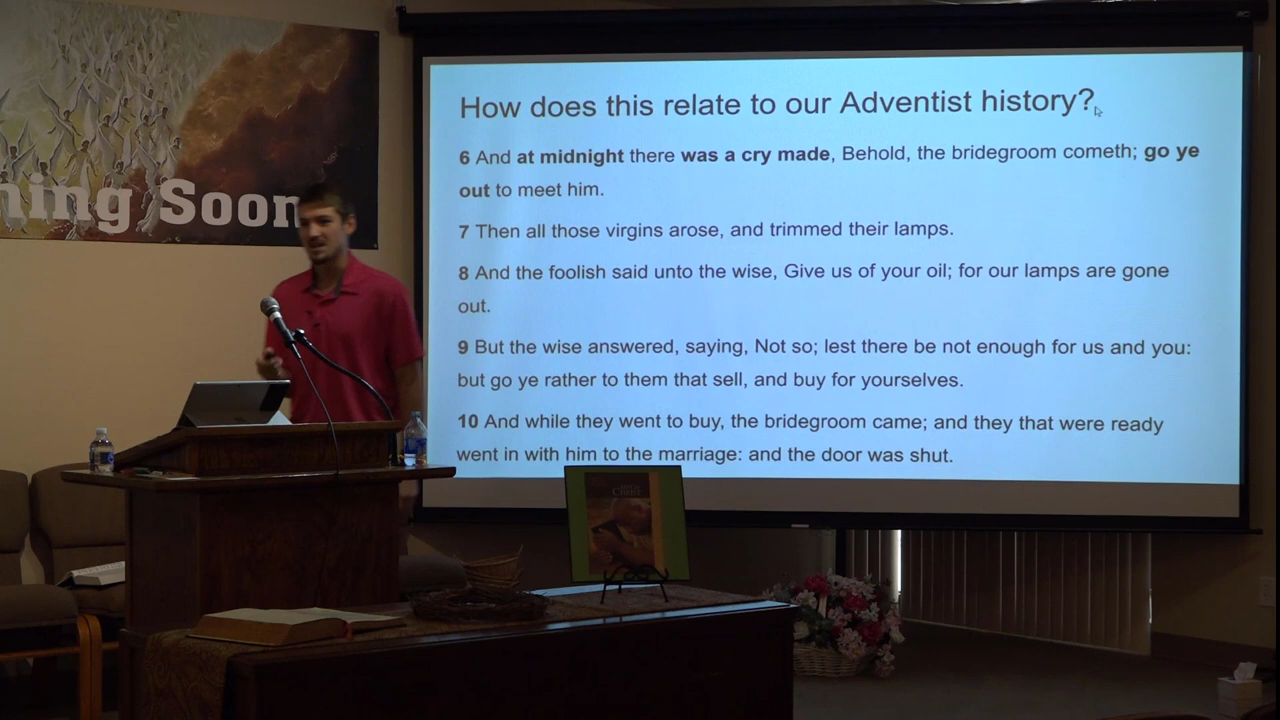 ning Soon
How does this relate to our Adventist history?
6 And at midnight there was a cry made, Behold, the bridegroom cometh; go ye
out to meet him.
7 Then all those virgins arose, and trimmed their lamps.
8 And the foolish said unto the wise, Give us of your oil; for our lamps are gone
out.
9 But the wise answered, saying, Not so; lest there be not enough for us and you:
but go ye rather to them that sell, and buy for yourselves.
10 And while they went to buy, the bridegroom came; and they that were ready
went in with him to the marriage: and the door was shut.
CHRIST